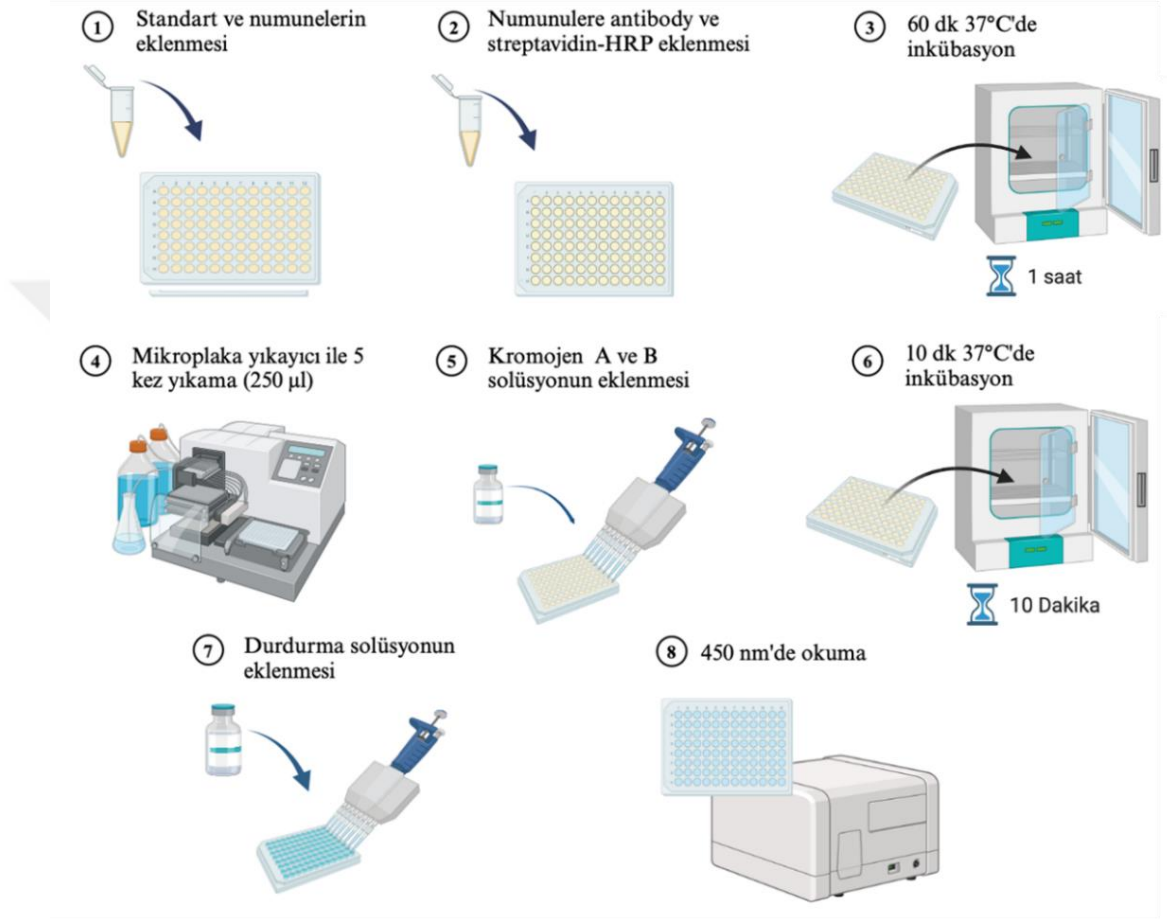 1 Standart ve numunelerin
eklenmesi
2 Numunulere antibody ve
streptavidin-HRP eklenmesi
3 60 dk 37°C'de
inkübasyon
1 saat
4 Mikroplaka yıkayıcı ile 5
kez yıkama (250 µl)
5 Kromojen A ve B
solüsyonun eklenmesi
6 10 dk 37°C'de
inkübasyon
10 Dakika
7 Durdurma solüsyonun
eklenmesi
8 450 nm'de okuma